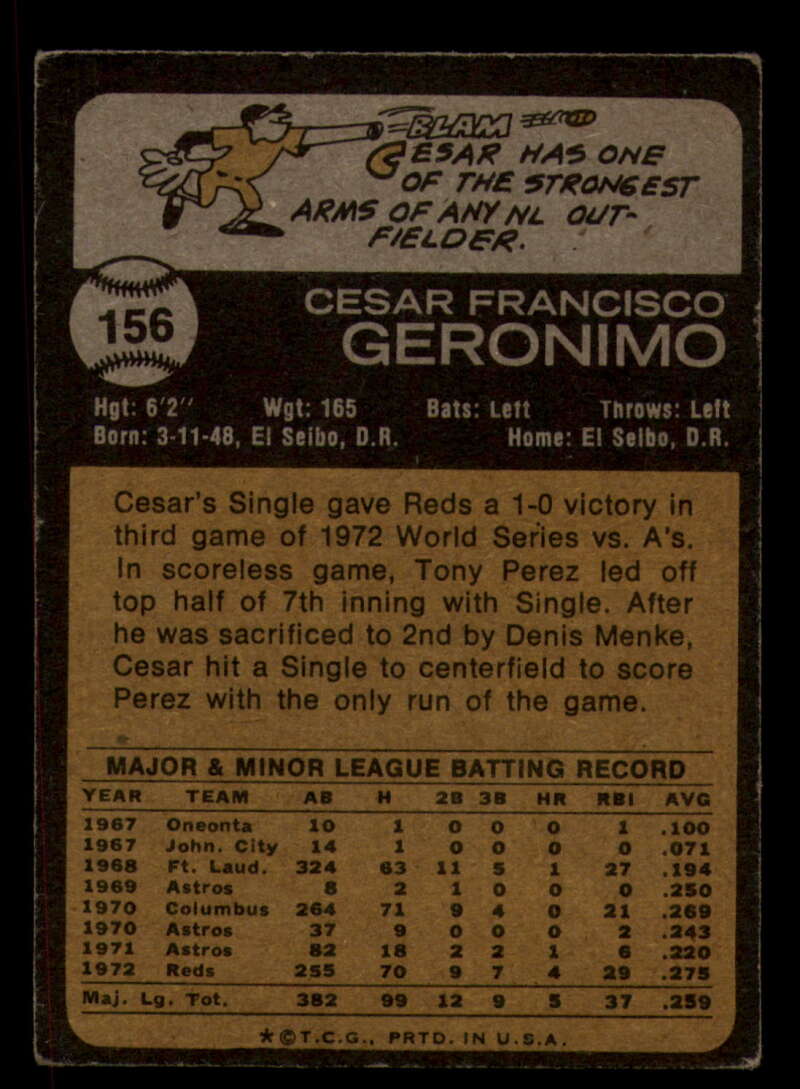 BLAM
CESAR HAS ONE
OF THE STRONGEST
ARMS OF ANY NL OUT-
FIELDER.
156
CESAR FRANCISCO
GERONIMO
Hgt: 6'2" Wgt: 165 Bats: Left Throws: Left
Born: 3-11-48, El Seibo, D.R. Home: El Seibo, D.R.
Cesar's Single gave Reds a 1-0 victory in
third game of 1972 World Series vs. A's.
In scoreless game, Tony Perez led off
top half of 7th inning with Single. After
he was sacrificed to 2nd by Denis Menke,
Cesar hit a Single to centerfield to score
Perez with the only run of the game.
MAJOR & MINOR LEAGUE BATTING RECORD
YEAR TEAM AB H 2B 3B HR RBI AVG
1967 Oneonta 10 1 0 0 0 1 .100
1967 John. City 14 1 0 0 0 0 .071
1968 Ft. Laud. 324 63 11 5 1 27 .194
1969 Astros 8 2 1 0 0 0 .250
1970 Columbus 264 71 9 4 0 21 .269
1970 Astros 37 9 0 0 0 2 .243
1971 Astros 82 18 2 2 1 6 .220
1972 Reds 255 70 9 7 4 29 .275
Maj. Lg. Tot. 382 99 12 9 5 37 .259
*©T.C.G., PRTD. IN U.S.A.